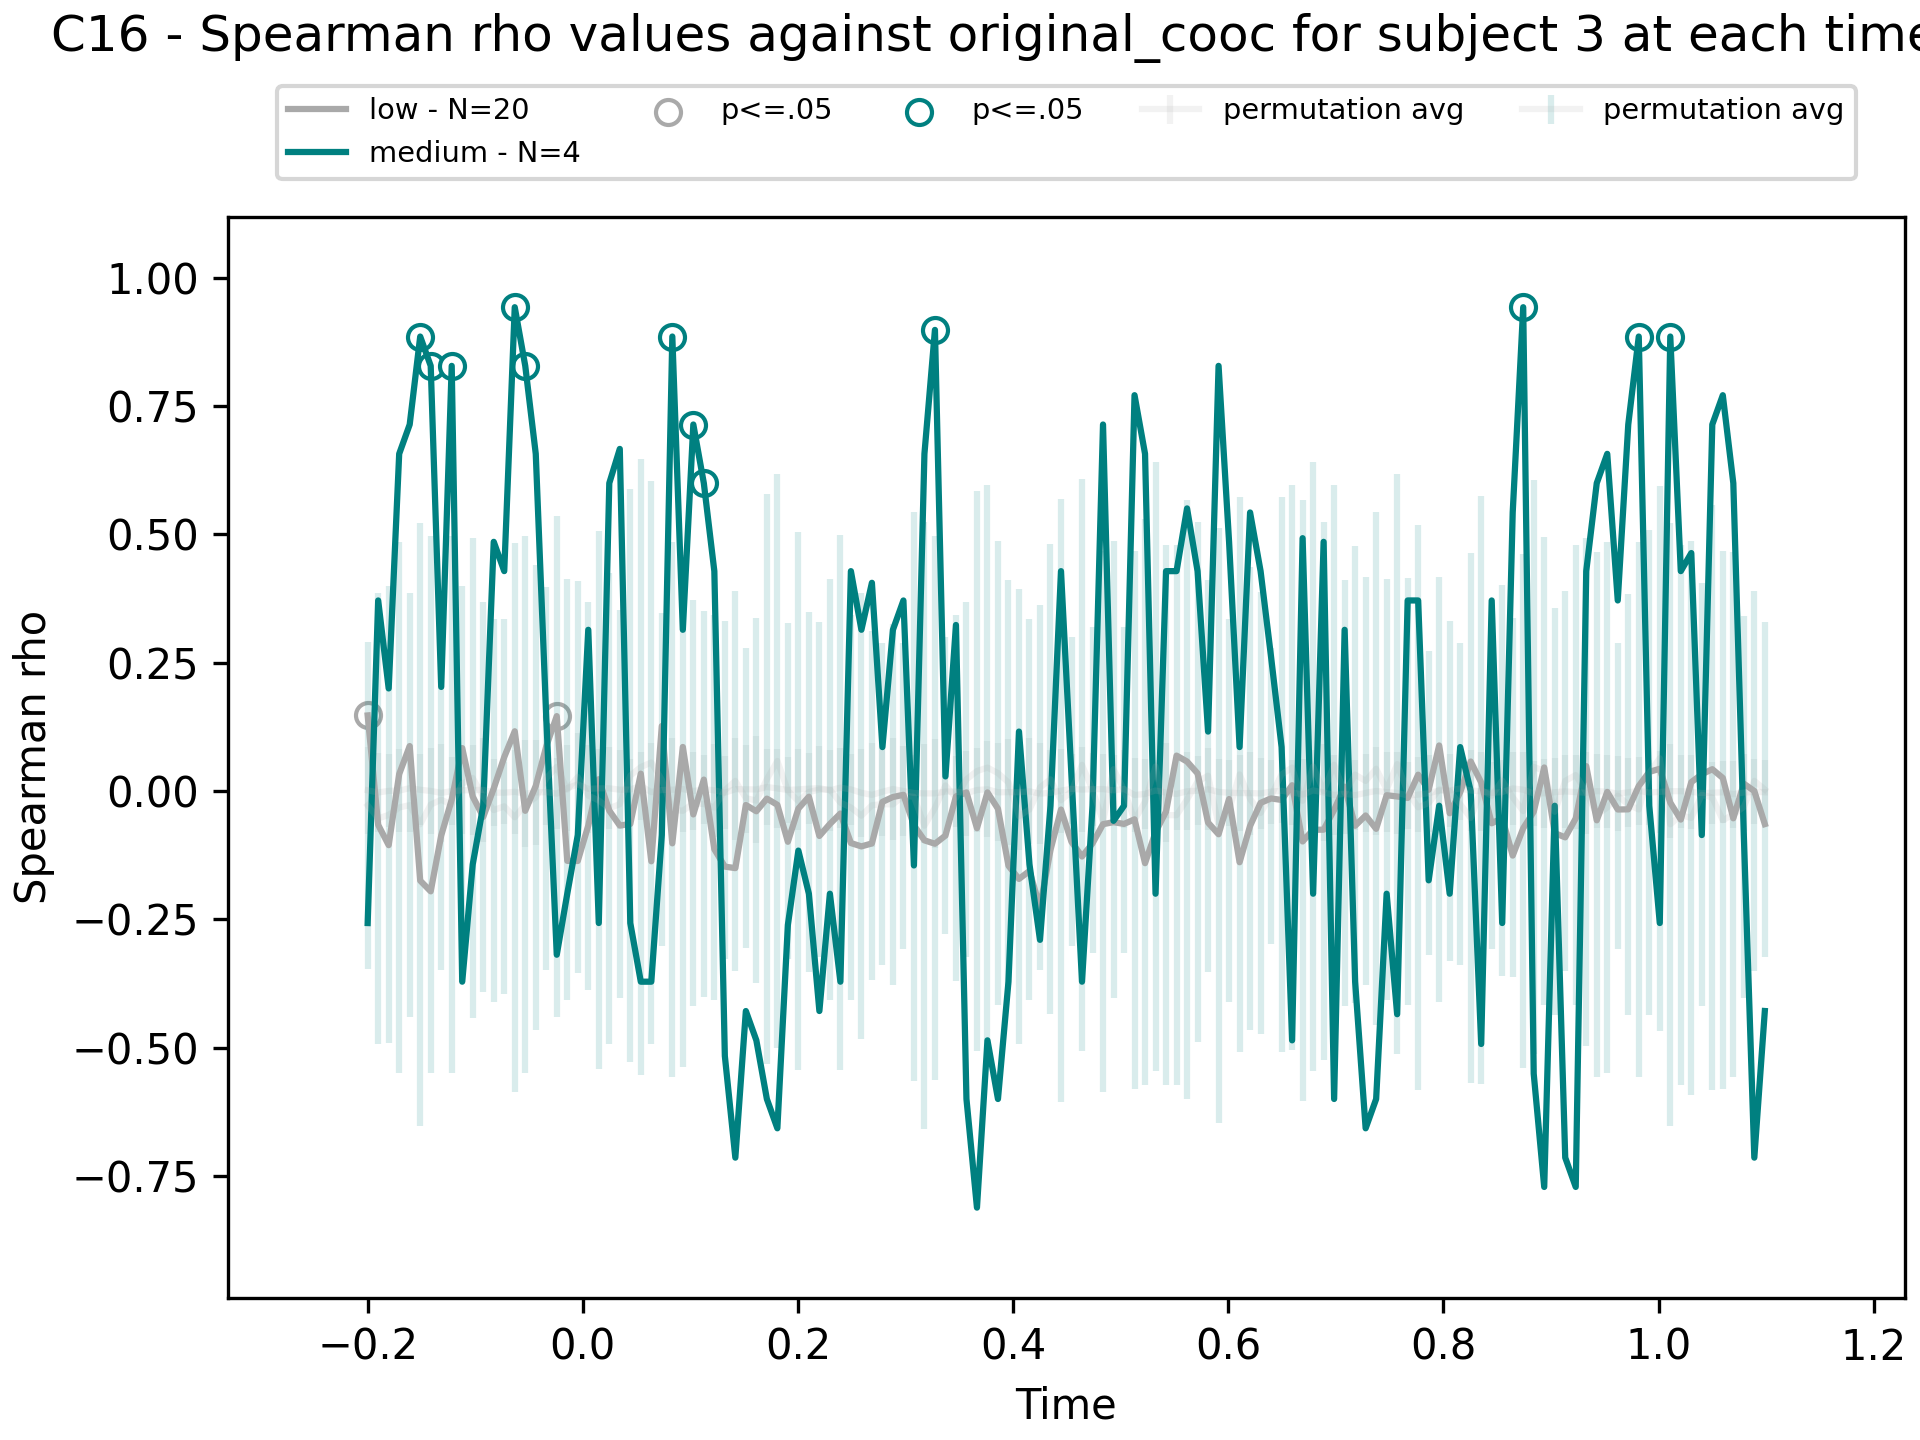 C16 - Spearman rho values against original_cooc for subject 3 at each time
low - N=20
medium - N=4
p<=.05
p<=.05
permutation avg
permutation avg
1.00
0.75
0.50
0.25
0.00
−0.25
−0.50
−0.75
Spearman rho
−0.2
0.0
0.2
0.4
0.6
0.8
1.0
1.2
Time